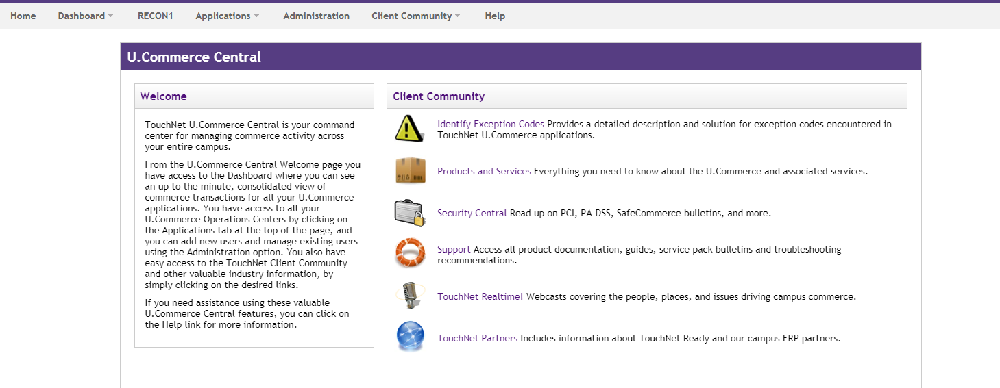 Home Dashboard RECON1 Applications Administration Client Community Help
U.Commerce Central
Welcome
TouchNet U.Commerce Central is your command
center for managing commerce activity across
your entire campus.
From the U.Commerce Central Welcome page you
have access to the Dashboard where you can see
an up to the minute, consolidated view of
commerce transactions for all your U.Commerce
applications. You have access to all your
U.Commerce Operations Centers by clicking on
the Applications tab at the top of the page, and
you can add new users and manage existing users
using the Administration option. You also have
easy access to the TouchNet Client Community
and other valuable industry information, by
simply clicking on the desired links.
If you need assistance using these valuable
U.Commerce Central features, you can click on
the Help link for more information.
Client Community
Identify Exception Codes Provides a detailed description and solution for exception codes encountered in
TouchNet U.Commerce applications.
Products and Services Everything you need to know about the U.Commerce and associated services.
Security Central Read up on PCI, PA-DSS, SafeCommerce bulletins, and more.
Support Access all product documentation, guides, service pack bulletins and troubleshooting
recommendations.
TouchNet Realtime! Webcasts covering the people, places, and issues driving campus commerce.
TouchNet Partners Includes information about TouchNet Ready and our campus ERP partners.